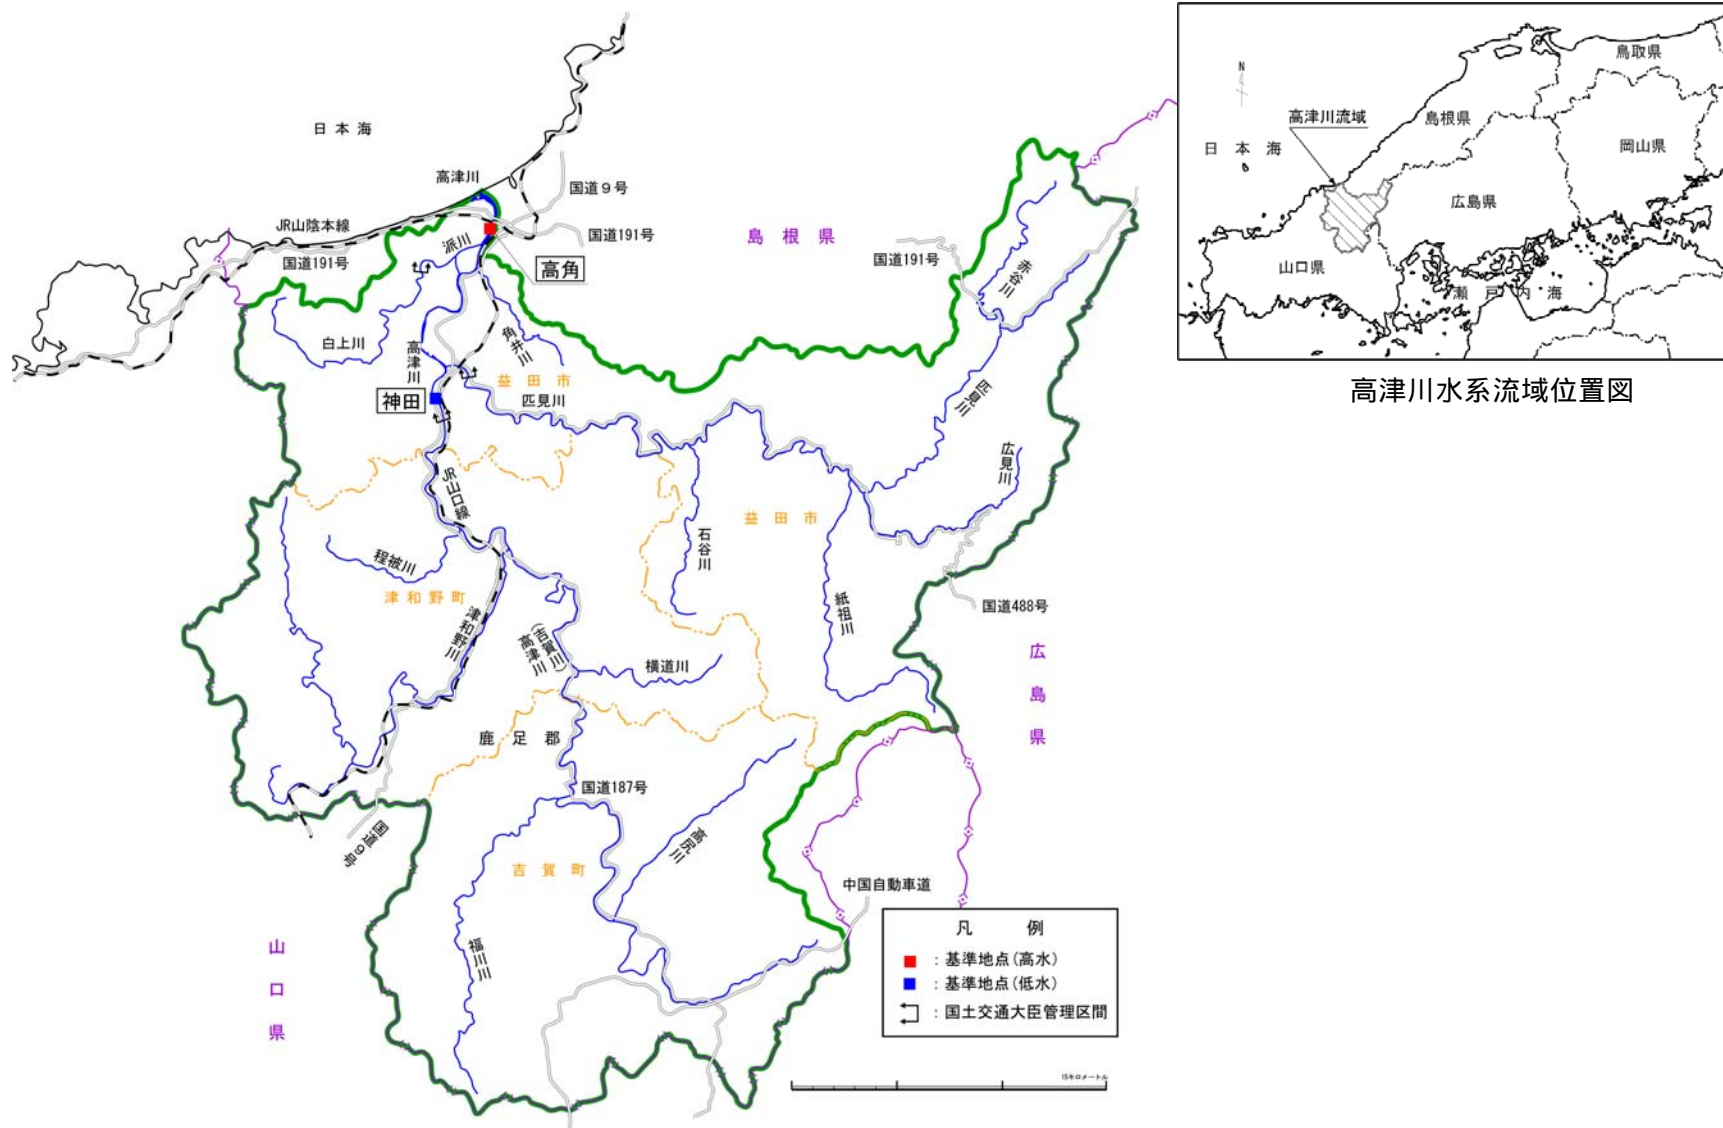 日本海
高津川
国道9号
JR山陰本線
国道191号
派川
国道191号
高角
島根県
国道191号
赤谷川
白上川
高津川
角井川
益田市
匹見川
神田
匹見川
広見川
JR山口線
益田市
石谷川
程彼川
津和野町
津和野川
紙祖川
国道488号
高津川
(吉賀川)
横道川
広島県
鹿足郡
国道187号
国道9号
高尻川
吉賀町
中国自動車道
福川川
山口県
凡例
:基準地点(高水)
:基準地点(低水)
:国土交通大臣管理区間
15キロメートル
N
鳥取県
高津川流域
島根県
日本海
岡山県
広島県
山口県
瀬戸内海
高津川水系流域位置図